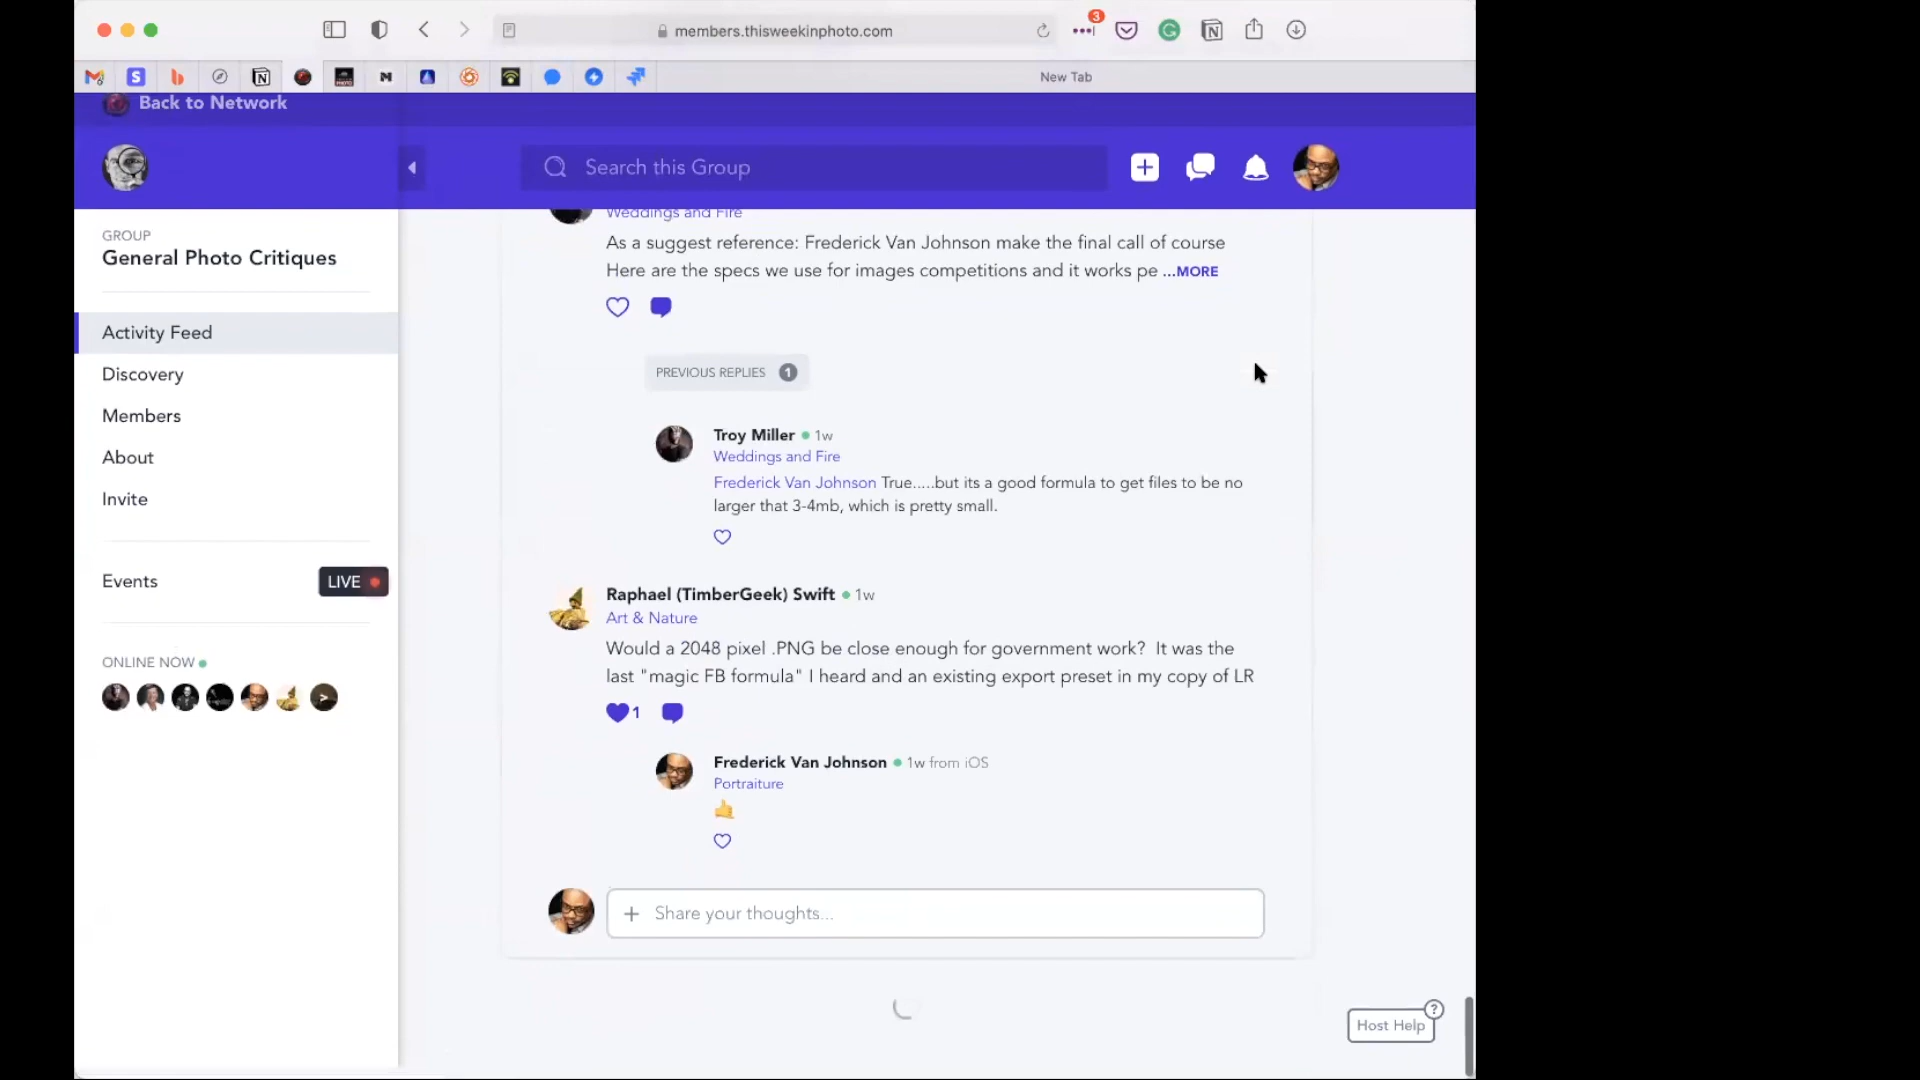 members.thisweekinphoto.com
3
New Tab
Back to Network
Search this Group
GROUP
General Photo Critiques
Activity Feed
Discovery
Members
About
Invite
Events
LIVE
ONLINE NOW
Weddings and Fire
As a suggest reference: Frederick Van Johnson make the final call of course
Here are the specs we use for images competitions and it works pe ...MORE
PREVIOUS REPLIES 1
Troy Miller 1w
Weddings and Fire
Frederick Van Johnson True.....but its a good formula to get files to be no
larger that 3-4mb, which is pretty small.
Raphael (TimberGeek) Swift 1w
Art & Nature
Would a 2048 pixel .PNG be close enough for government work? It was the
last "magic FB formula" I heard and an existing export preset in my copy of LR
1
Frederick Van Johnson 1w from iOS
Portraiture
Share your thoughts...
Host Help ?